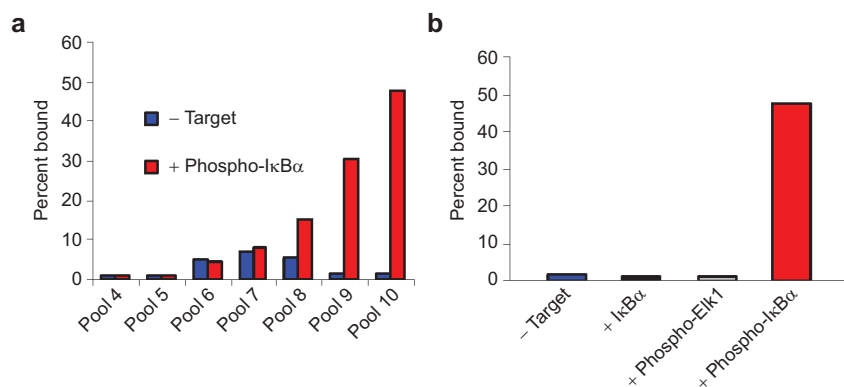 a
Percent bound
60
50
40
30
20
10
0
– Target
+ Phospho-IκBα
Pool 4
Pool 5
Pool 6
Pool 7
Pool 8
Pool 9
Pool 10
b
Percent bound
60
50
40
30
20
10
0
– Target
+ IκBα
+ Phospho-Elk1
+ Phospho-IκBα